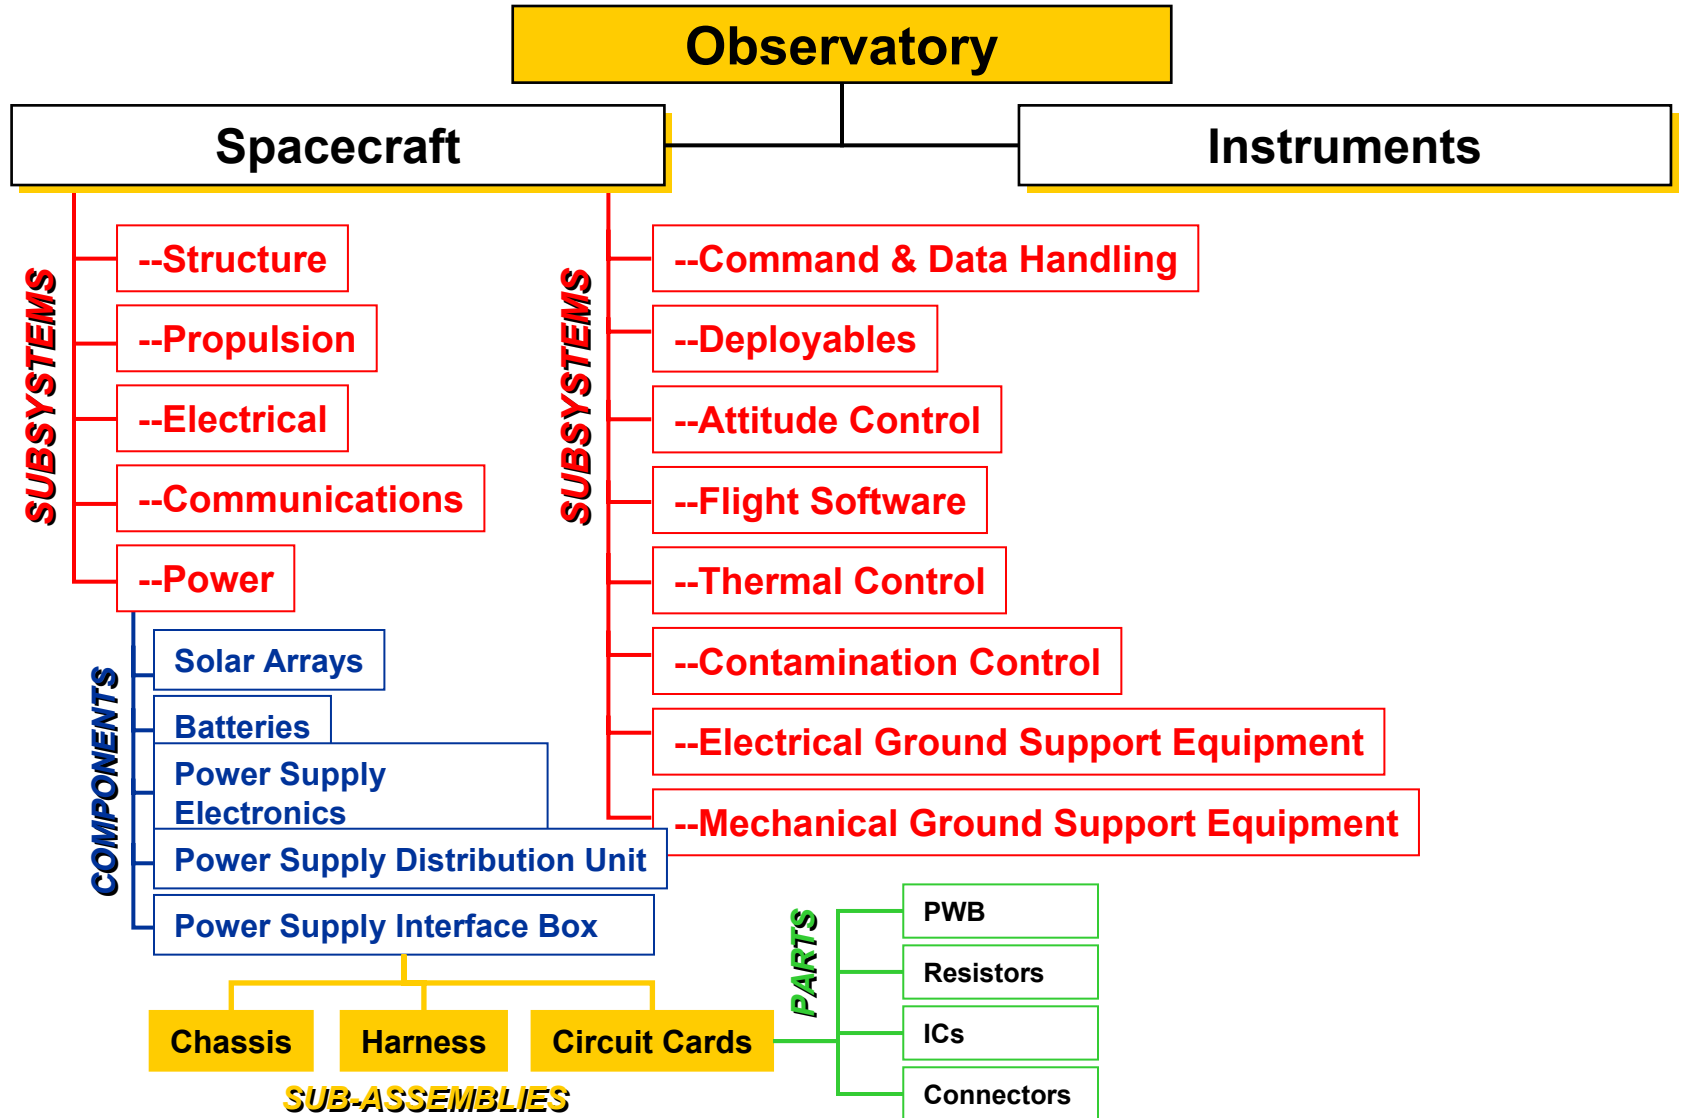 Observatory
Spacecraft
Instruments
SUBSYSTEMS
--Structure
--Propulsion
--Electrical
--Communications
--Power
SUBSYSTEMS
--Command & Data Handling
--Deployables
--Attitude Control
--Flight Software
--Thermal Control
--Contamination Control
--Electrical Ground Support Equipment
--Mechanical Ground Support Equipment
COMPONENTS
Solar Arrays
Batteries
Power Supply
Electronics
Power Supply Distribution Unit
Power Supply Interface Box
Chassis
Harness
Circuit Cards
SUB-ASSEMBLIES
PARTS
PWB
Resistors
ICs
Connectors